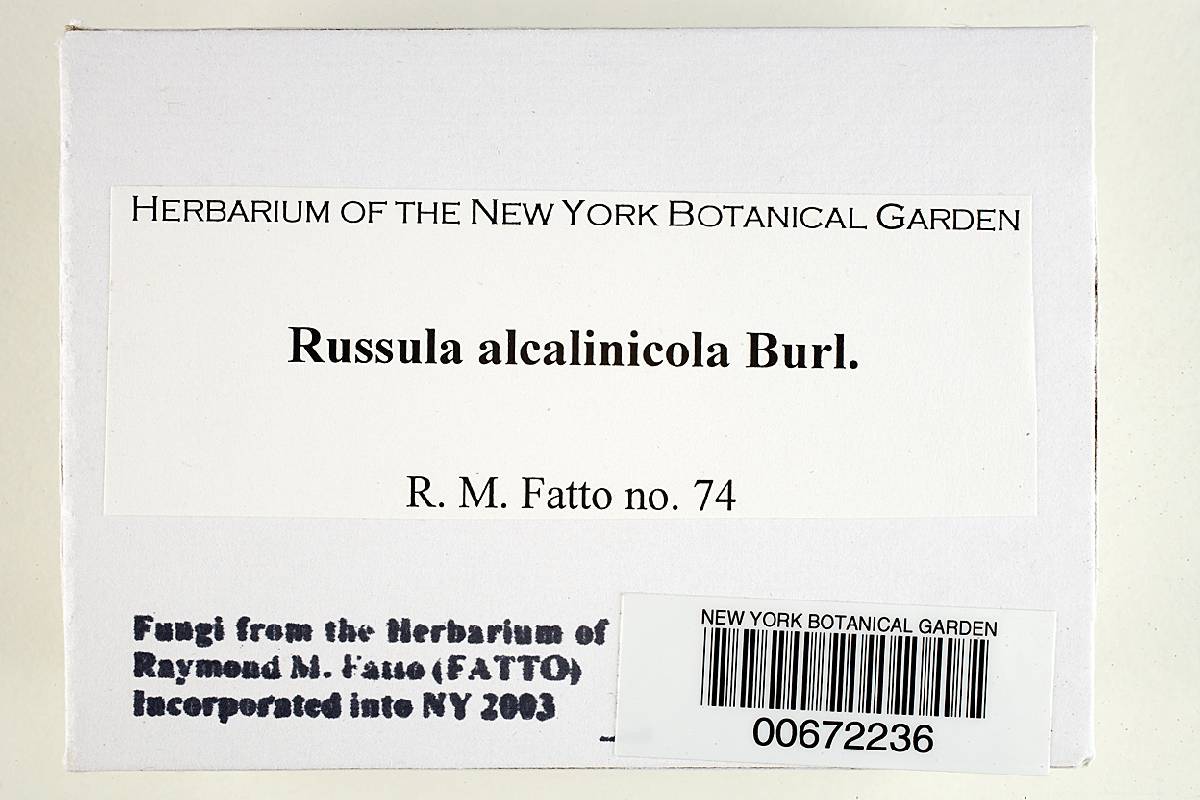 HERBARIUM OF THE NEW YORK BOTANICAL GARDEN
Russula alcalinicola Burl.
R. M. Fatto no. 74
Fungi from the Herbarium of
Raymond M. Fatto (FATTO)
Incorporated into NY 2003
NEW YORK BOTANICAL GARDEN
00672236